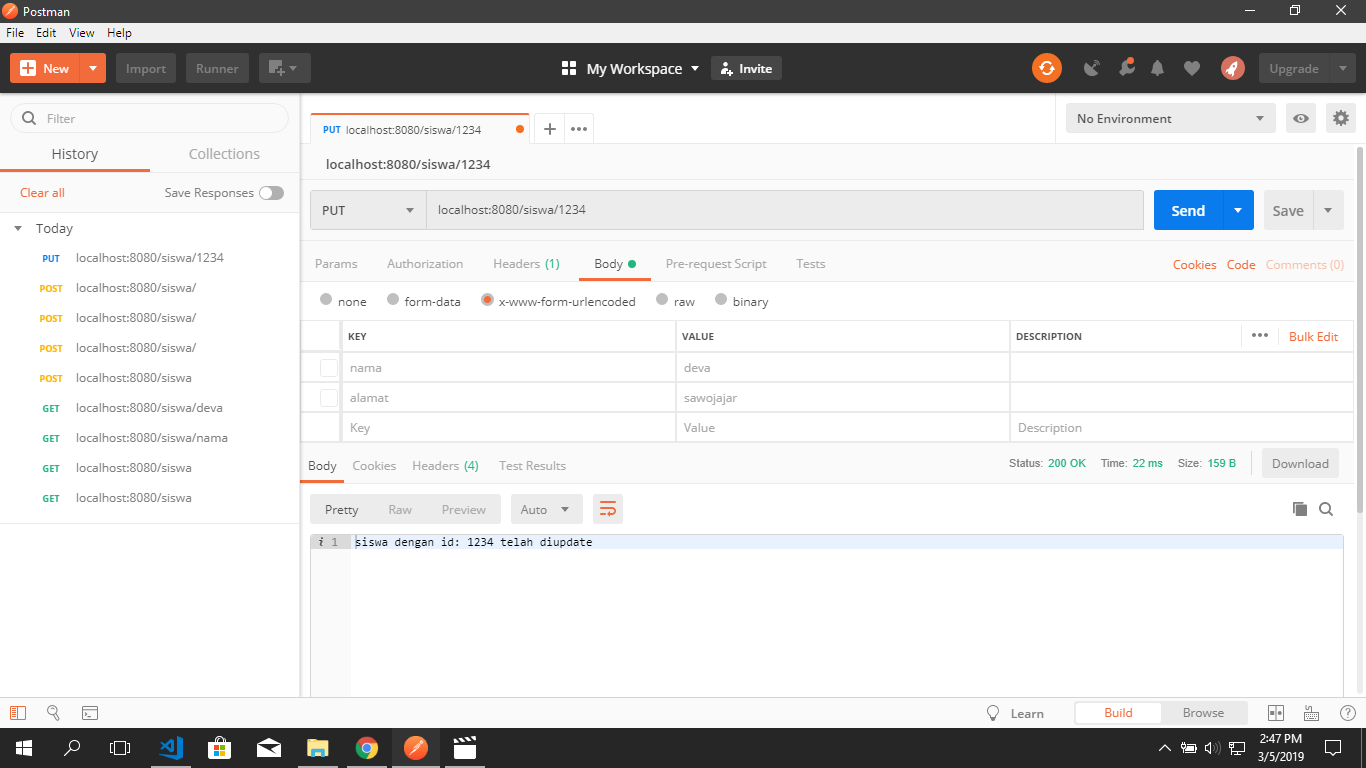 Postman
File Edit View Help
New Import Runner My Workspace Invite Upgrade
Filter
History Collections
Clear all Save Responses
Today
PUT localhost:8080/siswa/1234
POST localhost:8080/siswa/
POST localhost:8080/siswa/
POST localhost:8080/siswa/
POST localhost:8080/siswa
GET localhost:8080/siswa/deva
GET localhost:8080/siswa/nama
GET localhost:8080/siswa
GET localhost:8080/siswa
PUT localhost:8080/siswa/1234 No Environment
localhost:8080/siswa/1234
PUT localhost:8080/siswa/1234 Send Save
Params Authorization Headers (1) Body Pre-request Script Tests Cookies Code Comments (0)
none form-data x-www-form-urlencoded raw binary
KEY VALUE DESCRIPTION Bulk Edit
nama deva
alamat sawojajar
Key Value Description
Body Cookies Headers (4) Test Results Status: 200 OK Time: 22 ms Size: 159 B Download
Pretty Raw Preview Auto
i 1 siswa dengan id: 1234 telah diupdate
Learn Build Browse
2:47 PM
3/5/2019